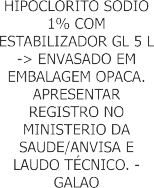 HIPOCLORITO SODIO
1% COM
ESTABILIZADOR GL 5 L
-> ENVASADO EM
EMBALAGEM OPACA.
APRESENTAR
REGISTRO NO
MINISTERIO DA
SAUDE/ANVISA E
LAUDO TÉCNICO. -
GALAO